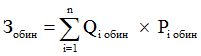 З обин = n ∑ i=1 Q i обин × P i обин